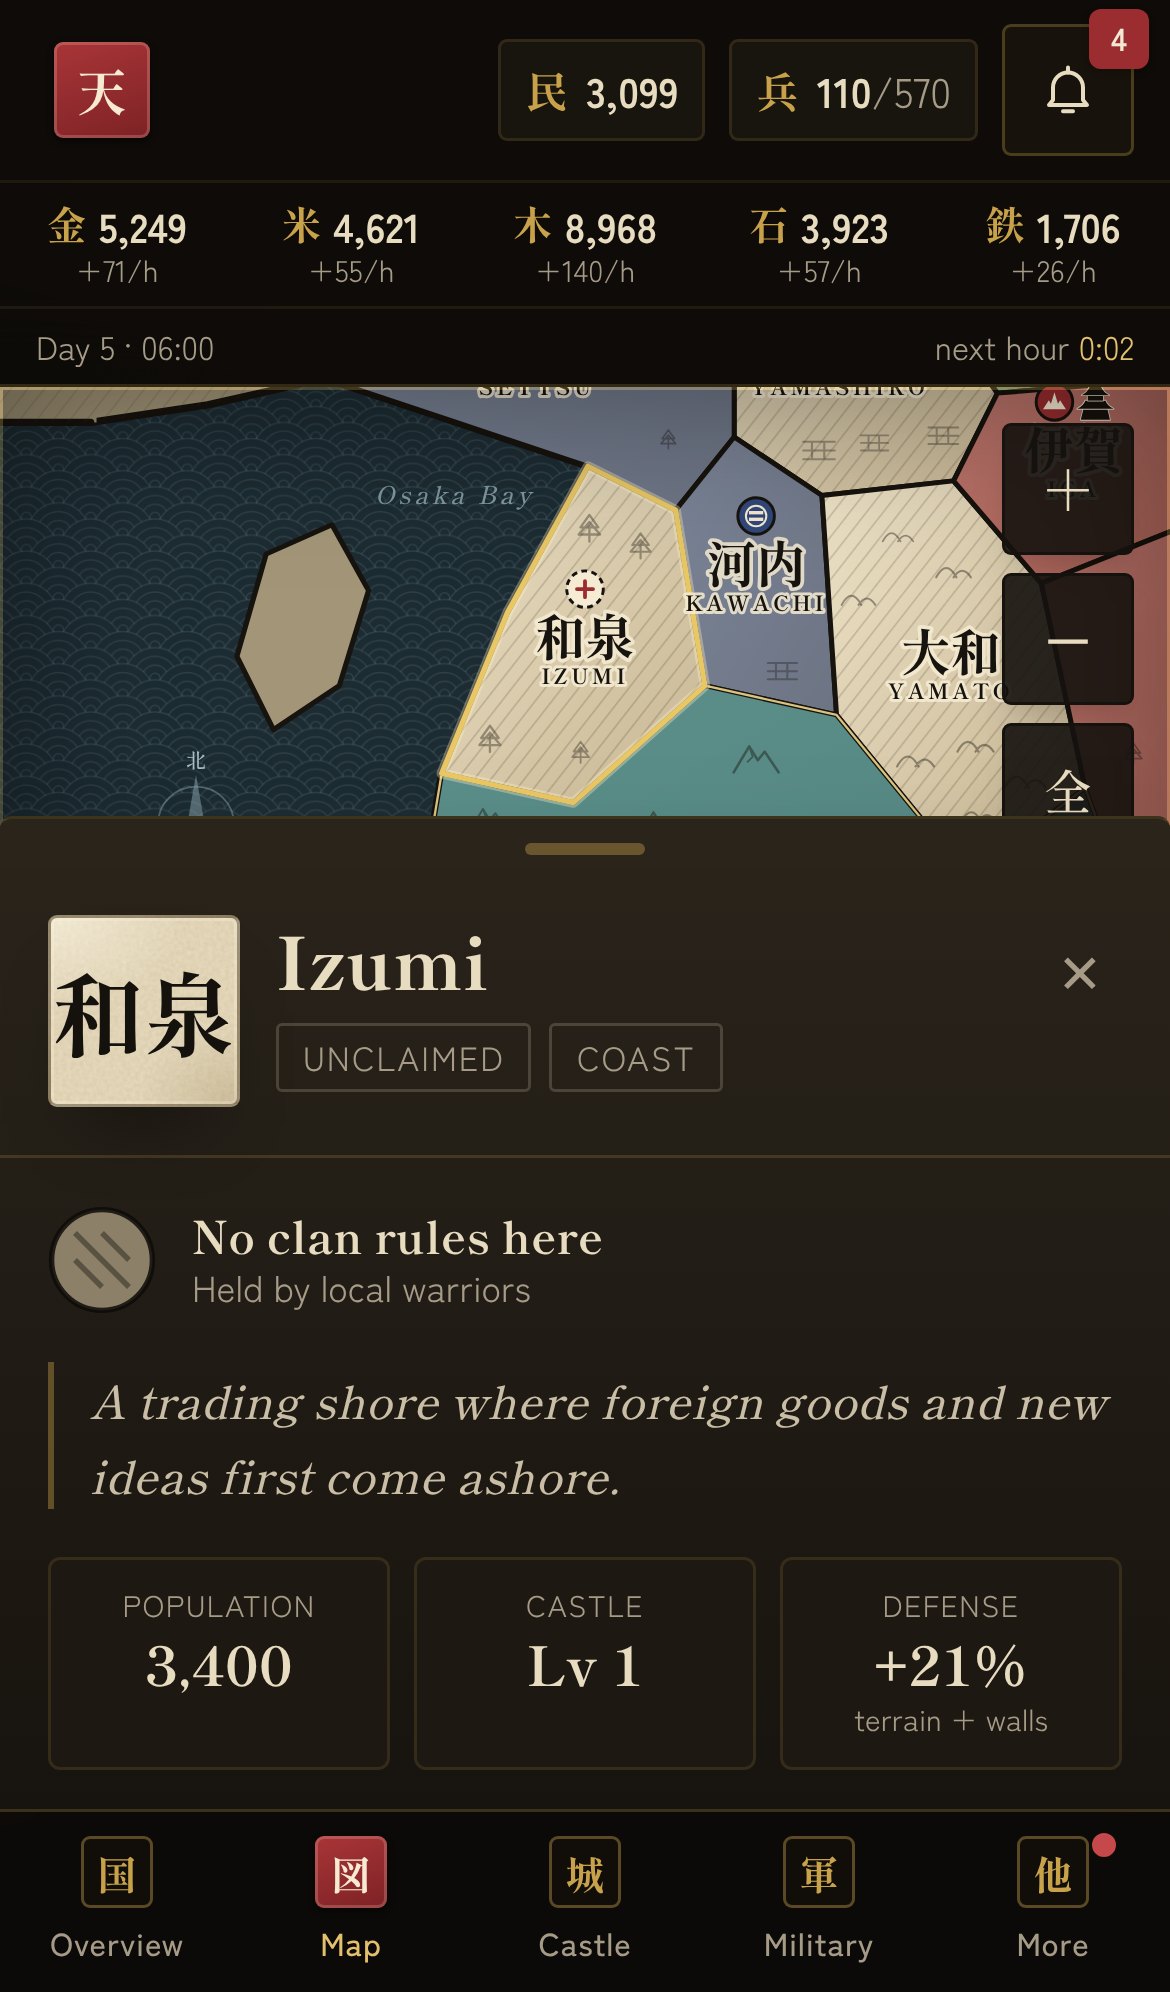 天 民 3,099 兵 110/570 4
金 5,249 米 4,621 木 8,968 石 3,923 鉄 1,706
+71/h +55/h +140/h +57/h +26/h
Day 5 · 06:00 next hour 0:02
SETTSU YAMASHIRO
伊賀
Osaka Bay
河内
KAWACHI
和泉
IZUMI
大和
YAMATO
北
+
−
全
和泉
Izumi
×
UNCLAIMED COAST
No clan rules here
Held by local warriors
A trading shore where foreign goods and new
ideas first come ashore.
POPULATION CASTLE DEFENSE
3,400 Lv 1 +21%
terrain + walls
国 図 城 軍 他
Overview Map Castle Military More